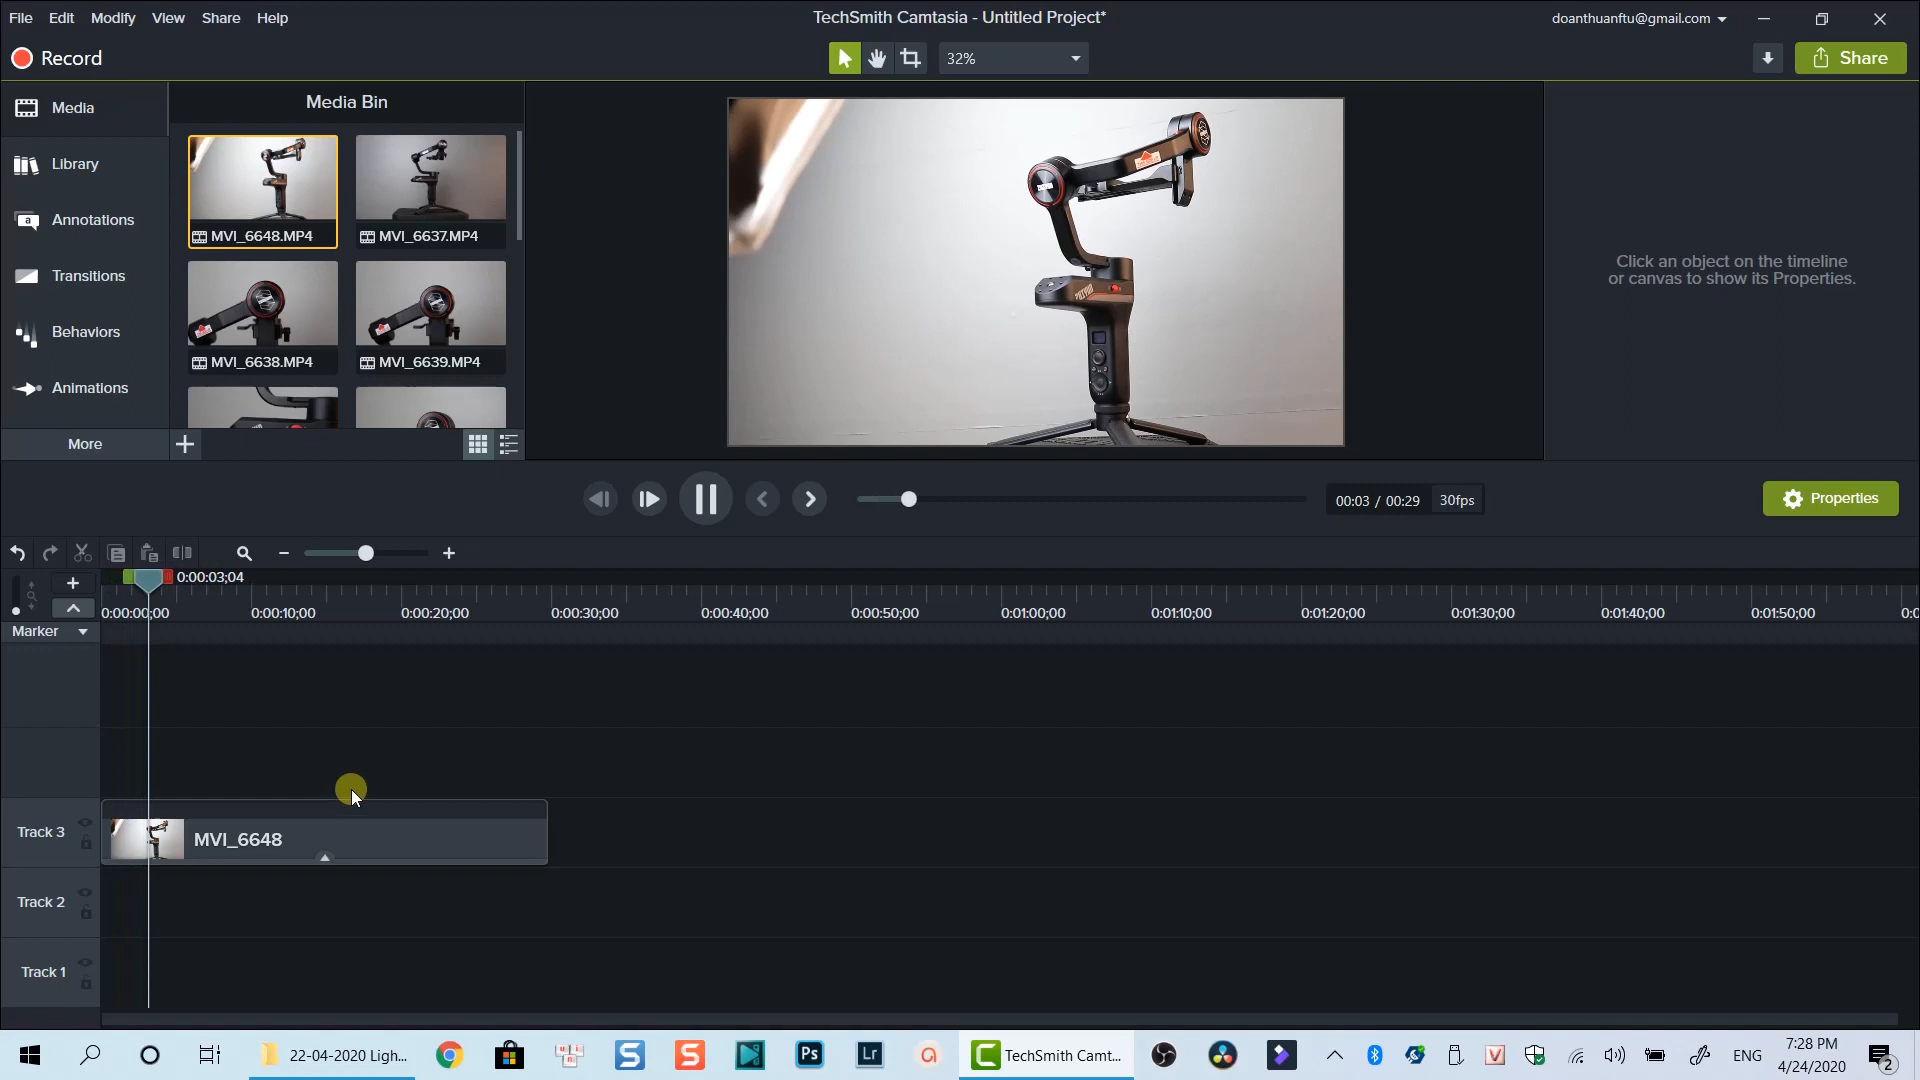 File Edit Modify View Share Help
TechSmith Camtasia - Untitled Project*
doanthuanftu@gmail.com
Record
32%
Share
Media
Media Bin
Library
Annotations
Transitions
Behaviors
Animations
More
MVI_6648.MP4
MVI_6637.MP4
MVI_6638.MP4
MVI_6639.MP4
Click an object on the timeline
or canvas to show its Properties.
00:03 / 00:29
30fps
Properties
0:00:03;04
0:00:00;00
0:00:10;00
0:00:20;00
0:00:30;00
0:00:40;00
0:00:50;00
0:01:00;00
0:01:10;00
0:01:20;00
0:01:30;00
0:01:40;00
0:01:50;00
Marker
Track 3
MVI_6648
Track 2
Track 1
22-04-2020 Ligh...
Ps
Lr
TechSmith Camt...
ENG
7:28 PM
4/24/2020
2